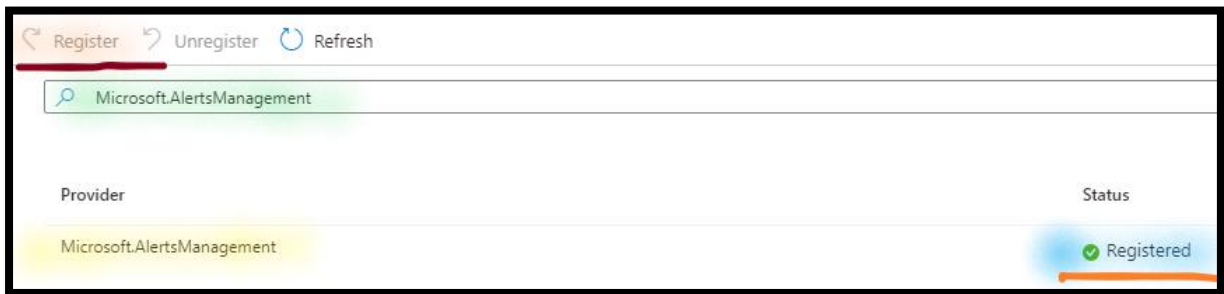 Register Unregister Refresh
Microsoft.AlertsManagement
Provider Status
Microsoft.AlertsManagement Registered